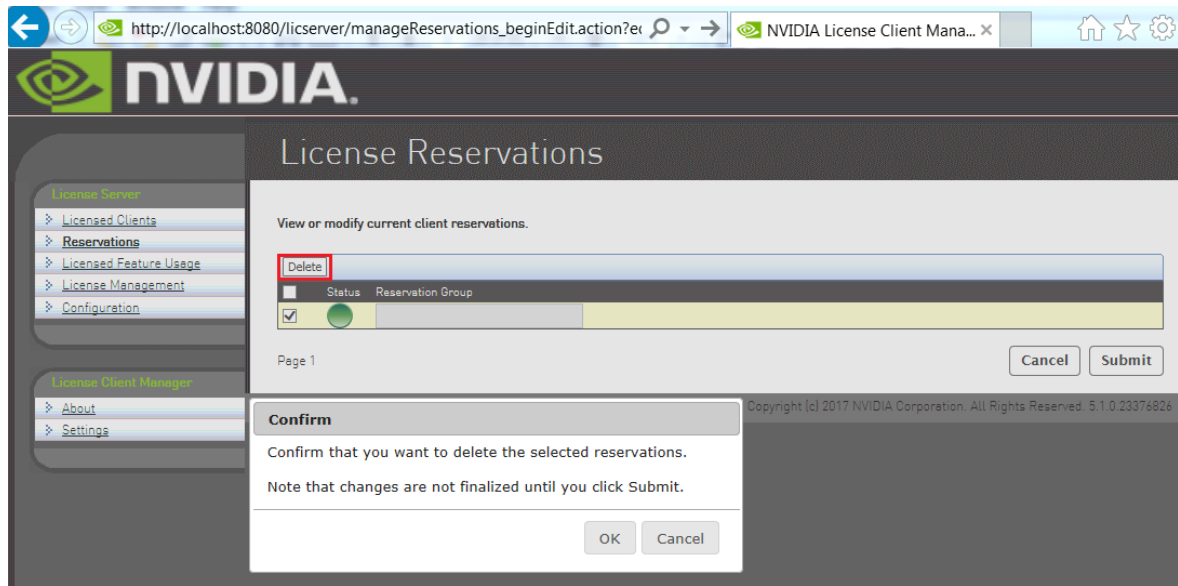 http://localhost:8080/licserver/manageReservations_beginEdit.action?ec
NVIDIA License Client Mana...
NVIDIA.
License Reservations
License Server
Licensed Clients
Reservations
Licensed Feature Usage
License Management
Configuration
License Client Manager
About
Settings
View or modify current client reservations.
Delete
Status Reservation Group
Page 1
Cancel Submit
Copyright (c) 2017 NVIDIA Corporation. All Rights Reserved. 5.1.0.23376826
Confirm
Confirm that you want to delete the selected reservations.
Note that changes are not finalized until you click Submit.
OK Cancel